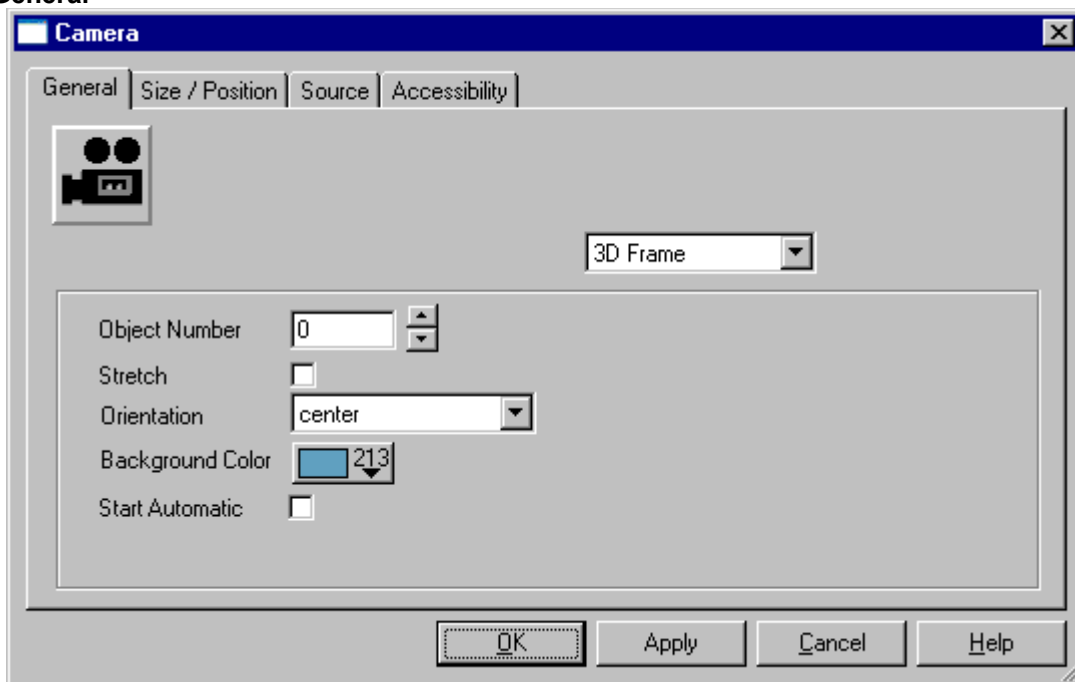 General
Camera
General Size / Position Source Accessibility
3D Frame
Object Number 0
Stretch
Orientation center
Background Color 213
Start Automatic
OK Apply Cancel Help